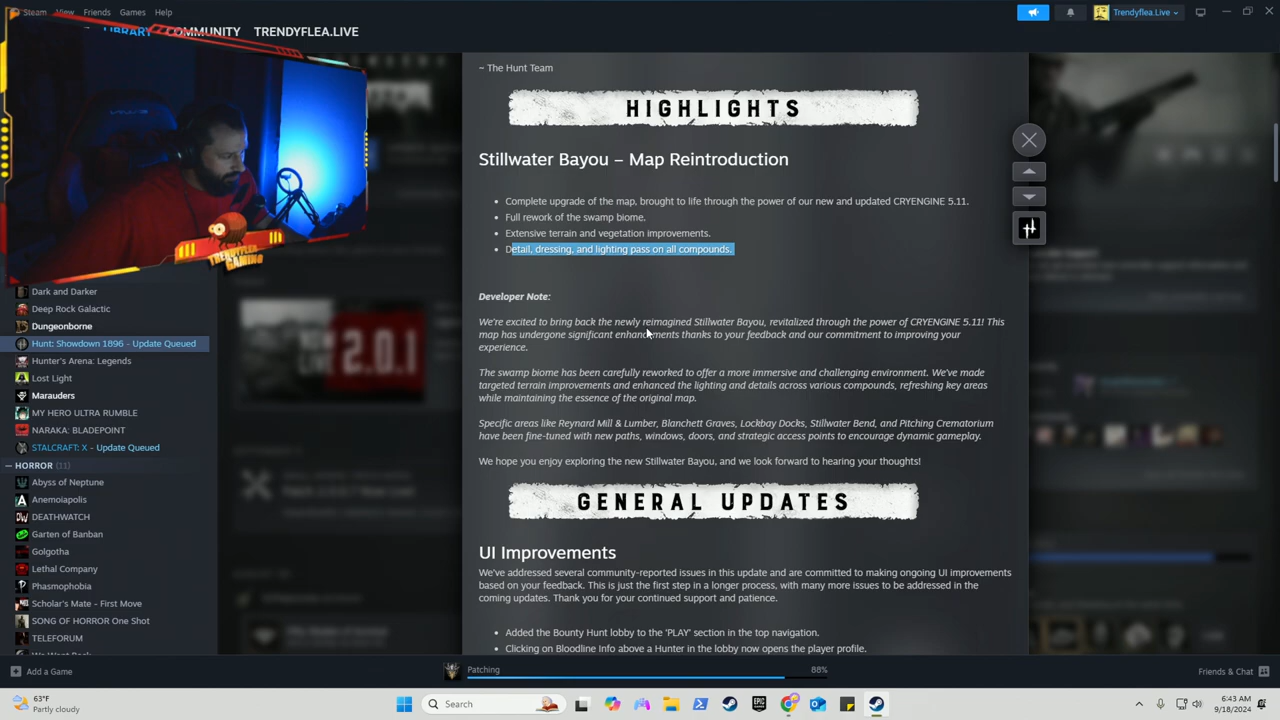 Steam View Friends Games Help
Trendyflea.Live
LIBRARY COMMUNITY TRENDYFLEA.LIVE
– The Hunt Team
HIGHLIGHTS
Stillwater Bayou – Map Reintroduction
Complete upgrade of the map, brought to life through the power of our new and updated CRYENGINE 5.11.
Full rework of the swamp biome.
Extensive terrain and vegetation improvements.
Detail, dressing, and lighting pass on all compounds.
Developer Note:
We're excited to bring back the newly reimagined Stillwater Bayou, revitalized through the power of CRYENGINE 5.11! This
map has undergone significant enhancements thanks to your feedback and our commitment to improving your
experience.
The swamp biome has been carefully reworked to offer a more immersive and challenging environment. We've made
targeted terrain improvements and enhanced the lighting and details across various compounds, refreshing key areas
while maintaining the essence of the original map.
Specific areas like Reynard Mill & Lumber, Blanchett Graves, Lockbay Docks, Stillwater Bend, and Pitching Crematorium
have been fine-tuned with new paths, windows, doors, and strategic access points to encourage dynamic gameplay.
We hope you enjoy exploring the new Stillwater Bayou, and we look forward to hearing your thoughts!
GENERAL UPDATES
UI Improvements
We've addressed several community-reported issues in this update and are committed to making ongoing UI improvements
based on your feedback. This is just the first step in a longer process, with many more issues to be addressed in the
coming updates. Thank you for your continued support and patience.
Added the Bounty Hunt lobby to the 'PLAY' section in the top navigation.
Clicking on Bloodline Info above a Hunter in the lobby now opens the player profile.
TRENDYFLEA
GAMING
Dark and Darker
Deep Rock Galactic
Dungeonborne
Hunt: Showdown 1896 - Update Queued
Hunter's Arena: Legends
Lost Light
Marauders
MY HERO ULTRA RUMBLE
NARAKA: BLADEPOINT
STALCRAFT: X - Update Queued
HORROR (11)
Abyss of Neptune
Anemoiapolis
DEATHWATCH
Garten of Banban
Golgotha
Lethal Company
Phasmophobia
Scholar's Mate - First Move
SONG OF HORROR One Shot
TELEFORUM
Add a Game
Patching 88%
Friends & Chat
63°F
Partly cloudy
Search
EPIC
6:43 AM
9/18/2024